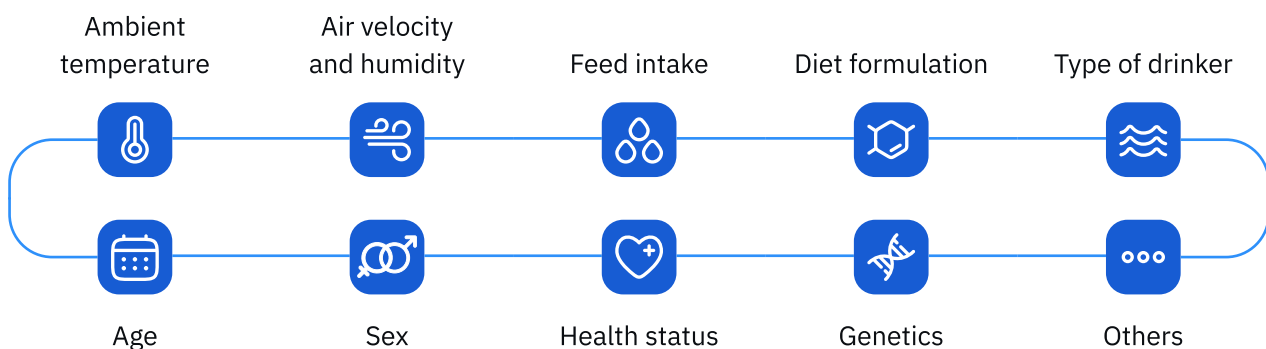 Ambient
temperature
Air velocity
and humidity
Feed intake
Diet formulation
Type of drinker
Age
Sex
Health status
Genetics
Others